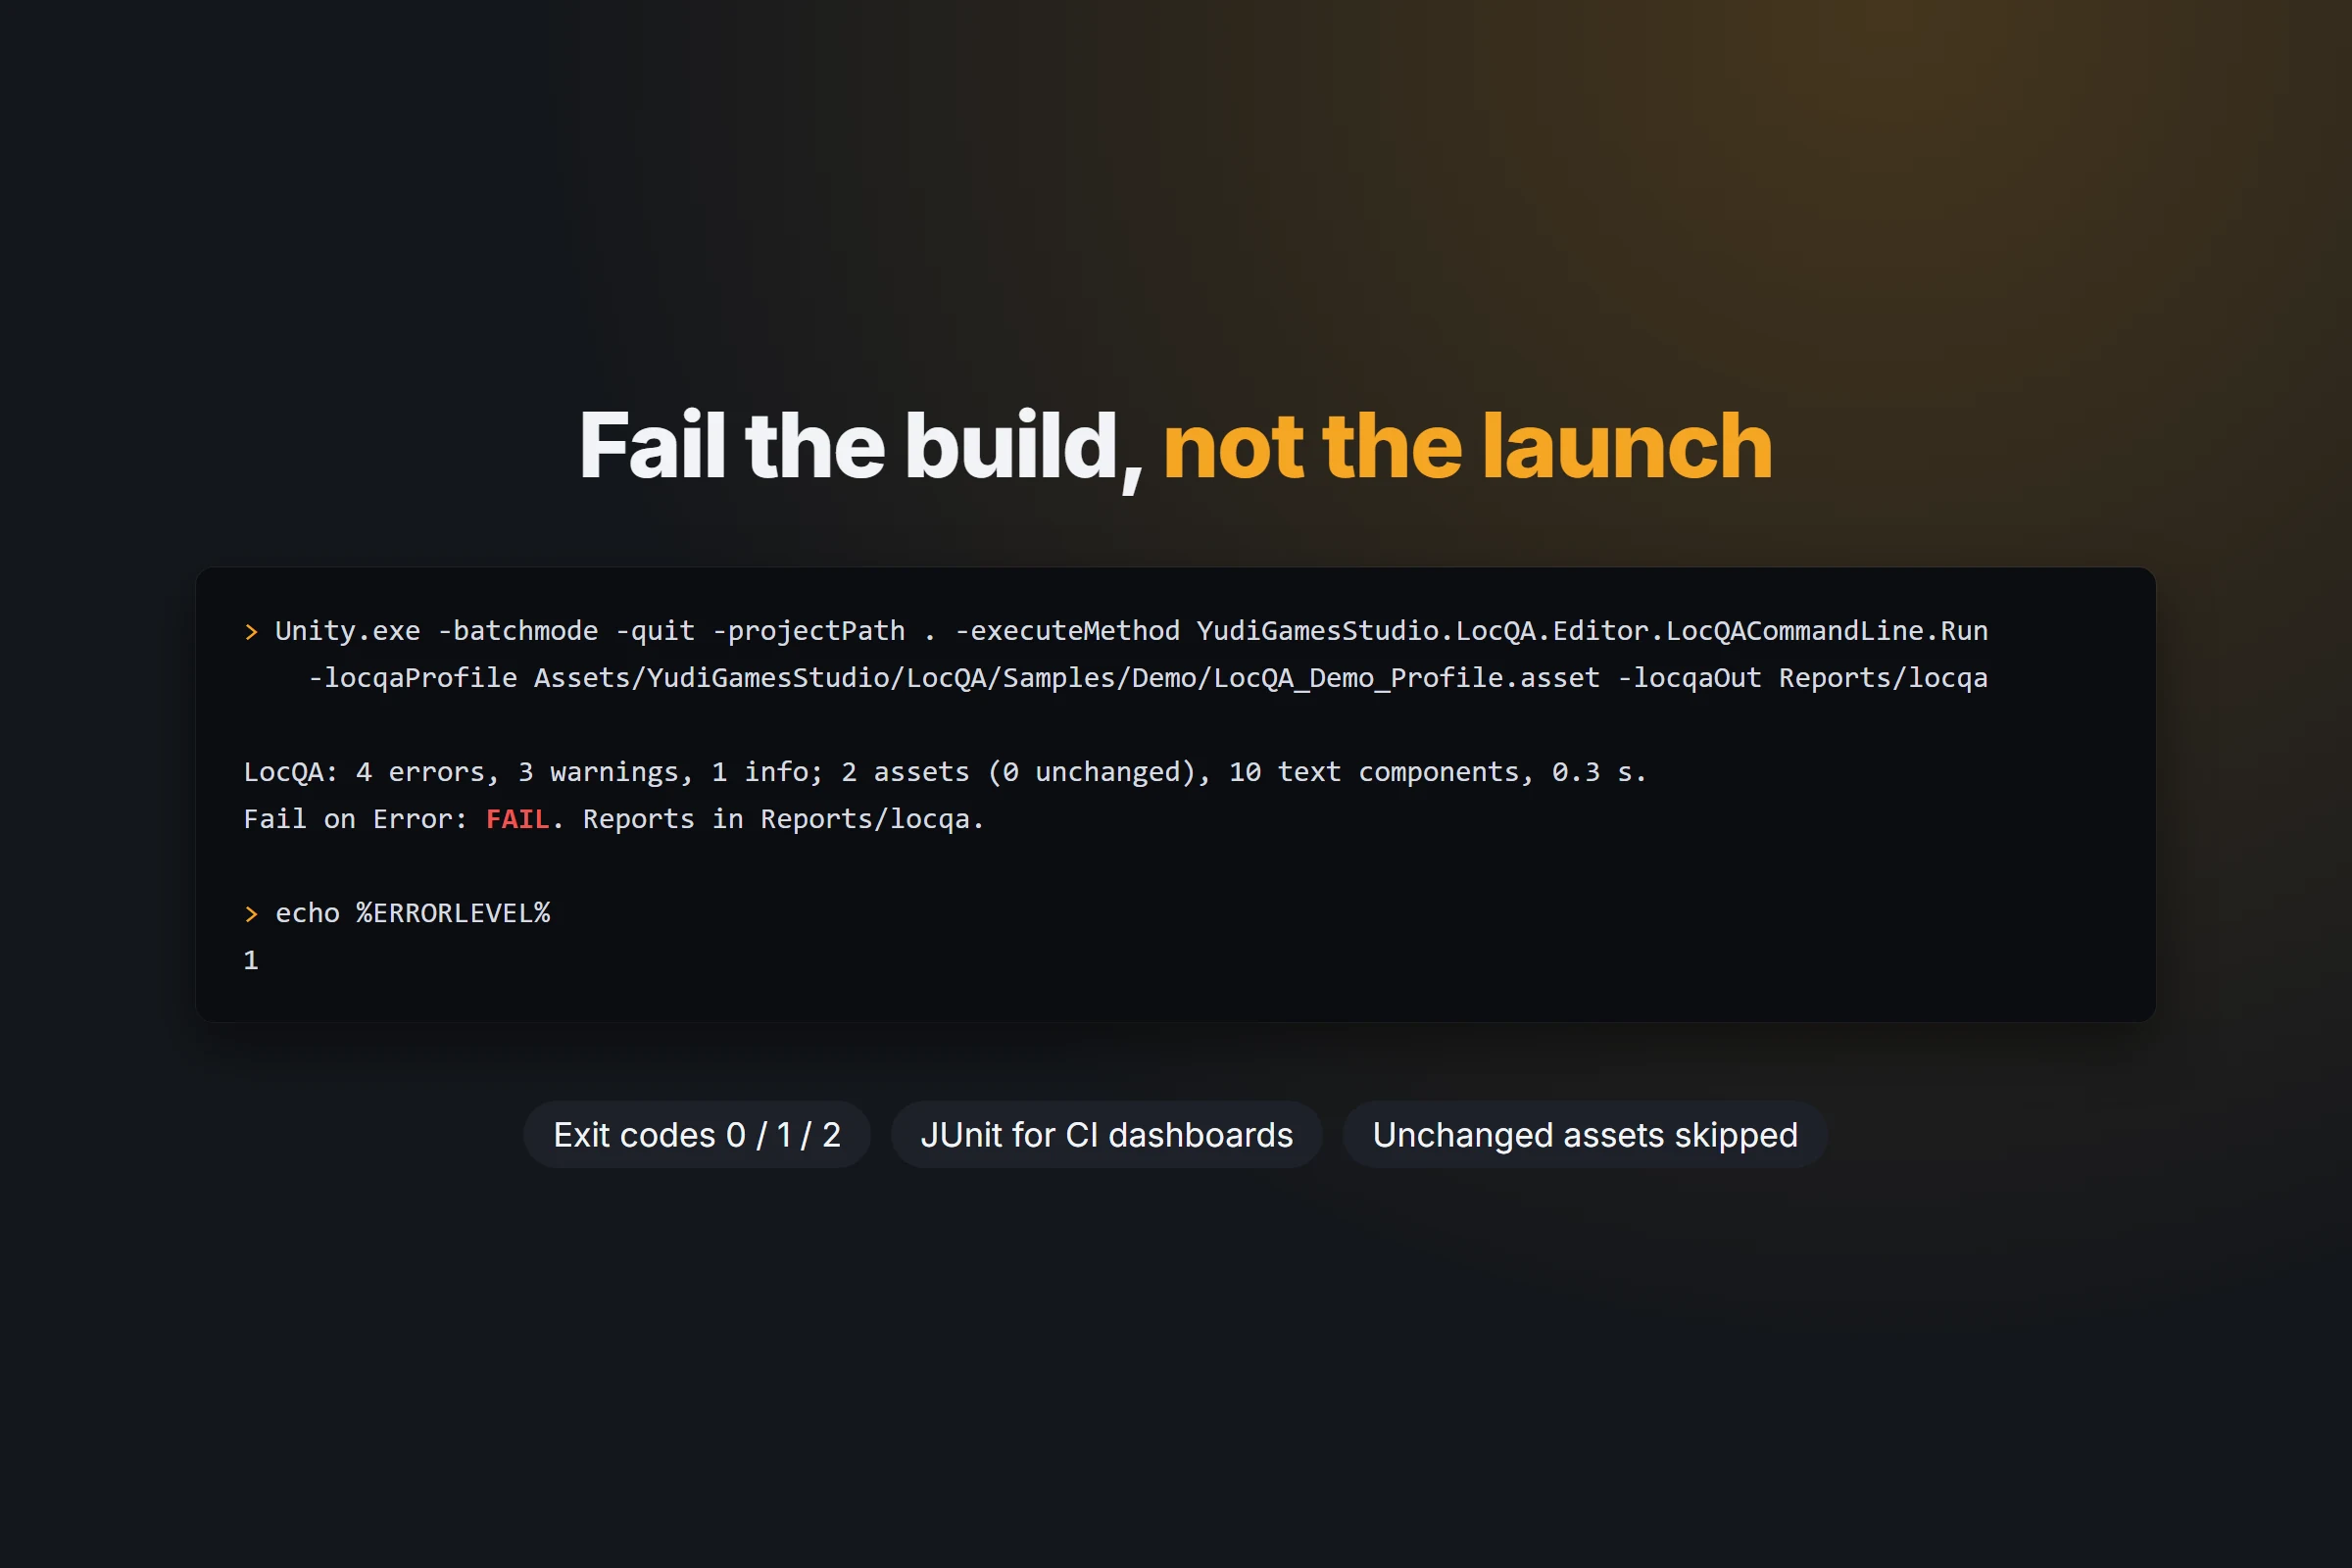 Fail the build, not the launch
> Unity.exe -batchmode -quit -projectPath . -executeMethod YudiGamesStudio.LocQA.Editor.LocQACommandLine.Run
-locqaProfile Assets/YudiGamesStudio/LocQA/Samples/Demo/LocQA_Demo_Profile.asset -locqaOut Reports/locqa
LocQA: 4 errors, 3 warnings, 1 info; 2 assets (0 unchanged), 10 text components, 0.3 s.
Fail on Error: FAIL. Reports in Reports/locqa.
> echo %ERRORLEVEL%
1
Exit codes 0 / 1 / 2
JUnit for CI dashboards
Unchanged assets skipped